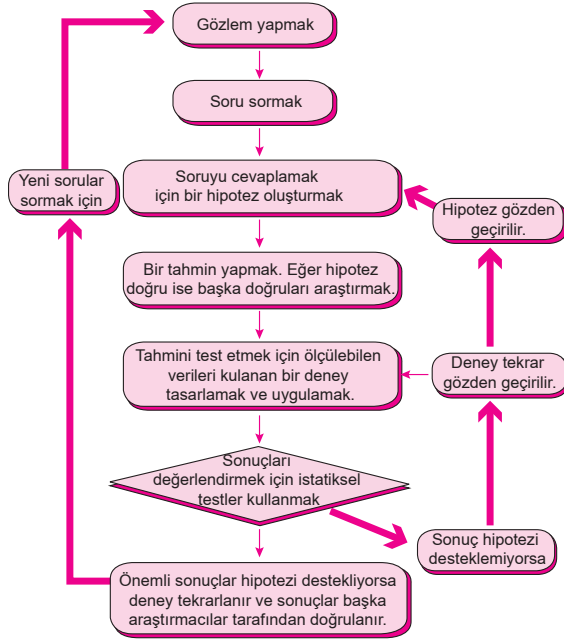 Gözlem yapmak
Soru sormak
Soruyu cevaplamak
için bir hipotez oluşturmak
Yeni sorular
sormak için
Hipotez gözden
geçirilir.
Bir tahmin yapmak. Eğer hipotez
doğru ise başka doğruları araştırmak.
Tahmini test etmek için ölçülebilen
verileri kulanan bir deney
tasarlamak ve uygulamak.
Deney tekrar
gözden geçirilir.
Sonuçları
değerlendirmek için istatiksel
testler kullanmak
Sonuç hipotezi
desteklemiyorsa
Önemli sonuçlar hipotezi destekliyorsa
deney tekrarlanır ve sonuçlar başka
araştırmacılar tarafından doğrulanır.